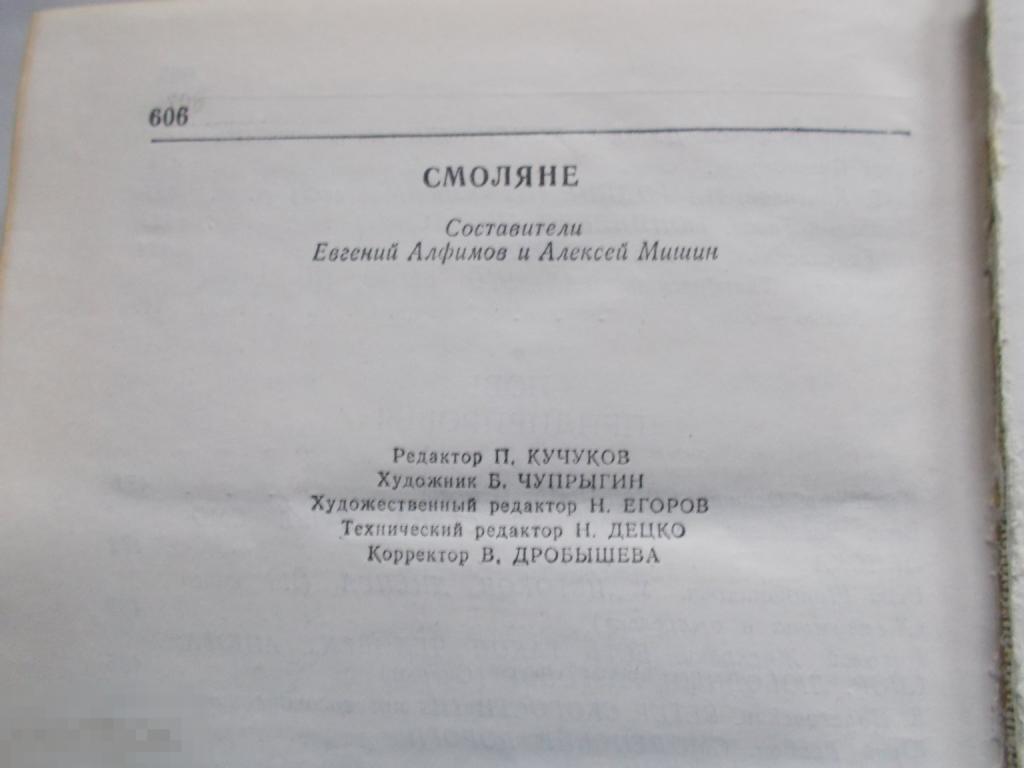 606
СМОЛЯНЕ
Составители
Евгений Алфимов и Алексей Мишин
Редактор П. КУЧУКОВ
Художник Б. ЧУПРЫГИН
Художественный редактор Н. ЕГОРОВ
Технический редактор Н. ДЕЦКО
Корректор В. ДРОБЫШЕВА